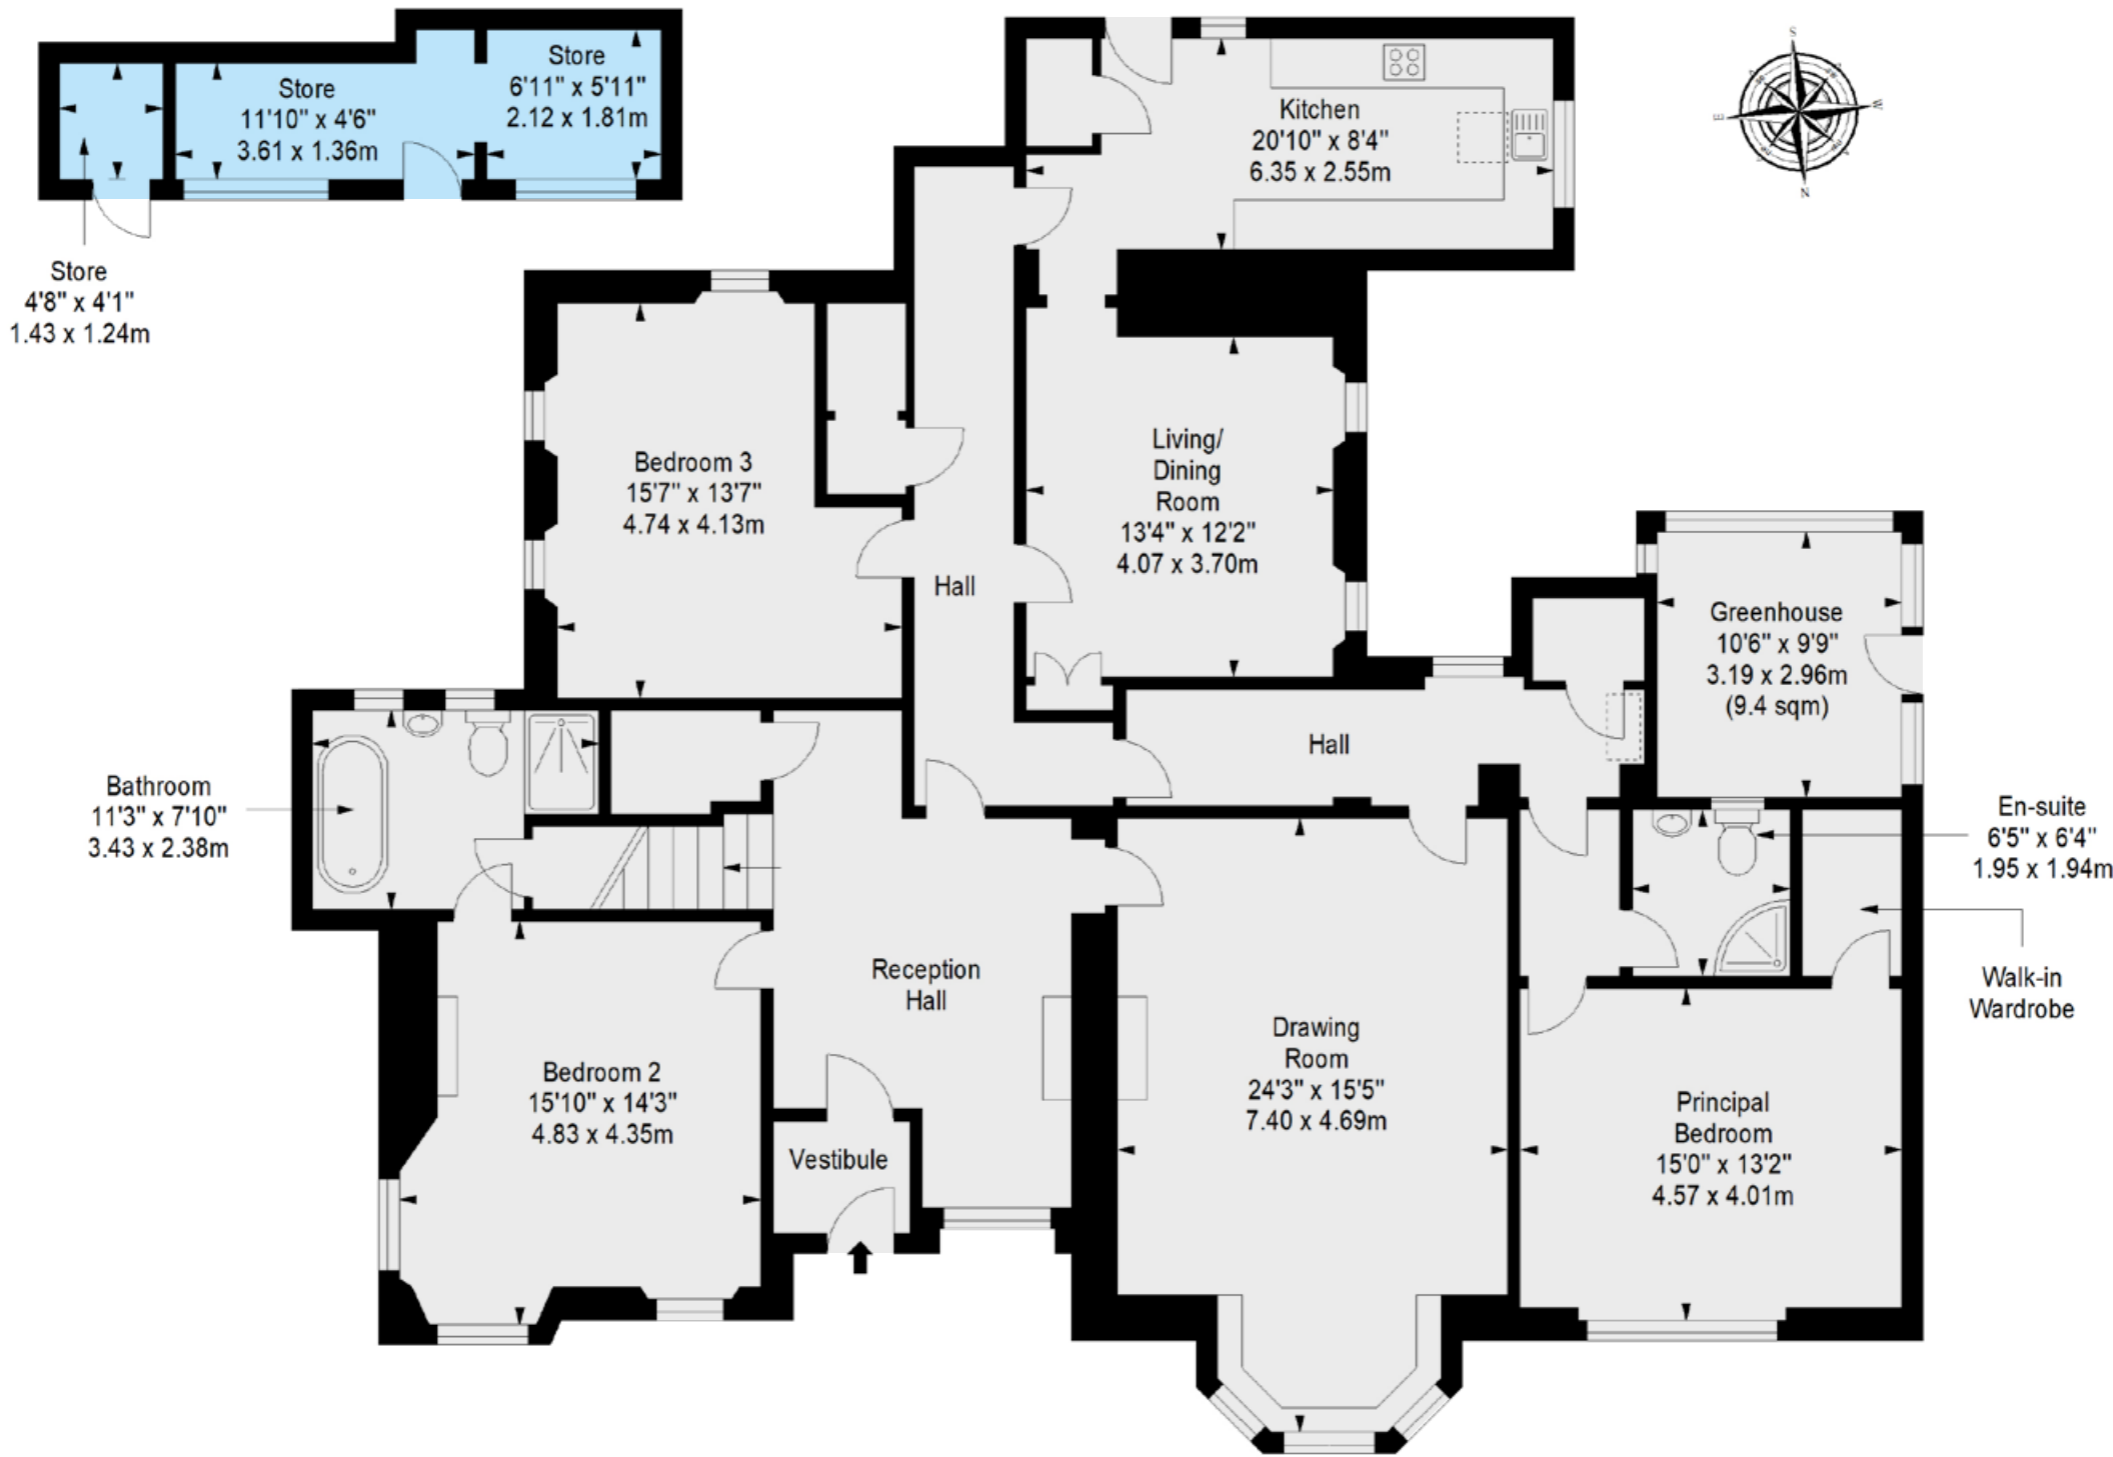 Store
11'10" x 4'6"
3.61 x 1.36m
Store
6'11" x 5'11"
2.12 x 1.81m
Store
4'8" x 4'1"
1.43 x 1.24m
Kitchen
20'10" x 8'4"
6.35 x 2.55m
S
E
W
N
Bedroom 3
15'7" x 13'7"
4.74 x 4.13m
Hall
Living/
Dining
Room
13'4" x 12'2"
4.07 x 3.70m
Greenhouse
10'6" x 9'9"
3.19 x 2.96m
(9.4 sqm)
Hall
Bathroom
11'3" x 7'10"
3.43 x 2.38m
En-suite
6'5" x 6'4"
1.95 x 1.94m
Walk-in
Wardrobe
Reception
Hall
Bedroom 2
15'10" x 14'3"
4.83 x 4.35m
Vestibule
Drawing
Room
24'3" x 15'5"
7.40 x 4.69m
Principal
Bedroom
15'0" x 13'2"
4.57 x 4.01m